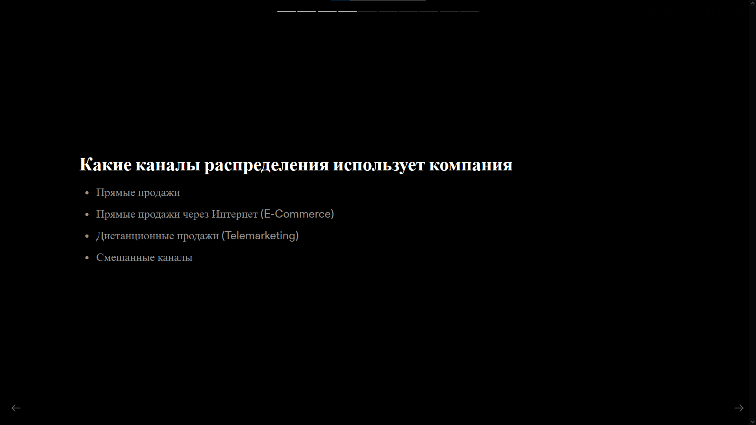 Какие каналы распределения использует компания
Прямые продажи
Прямые продажи через Интернет (E-Commerce)
Дистанционные продажи (Telemarketing)
Смешанные каналы